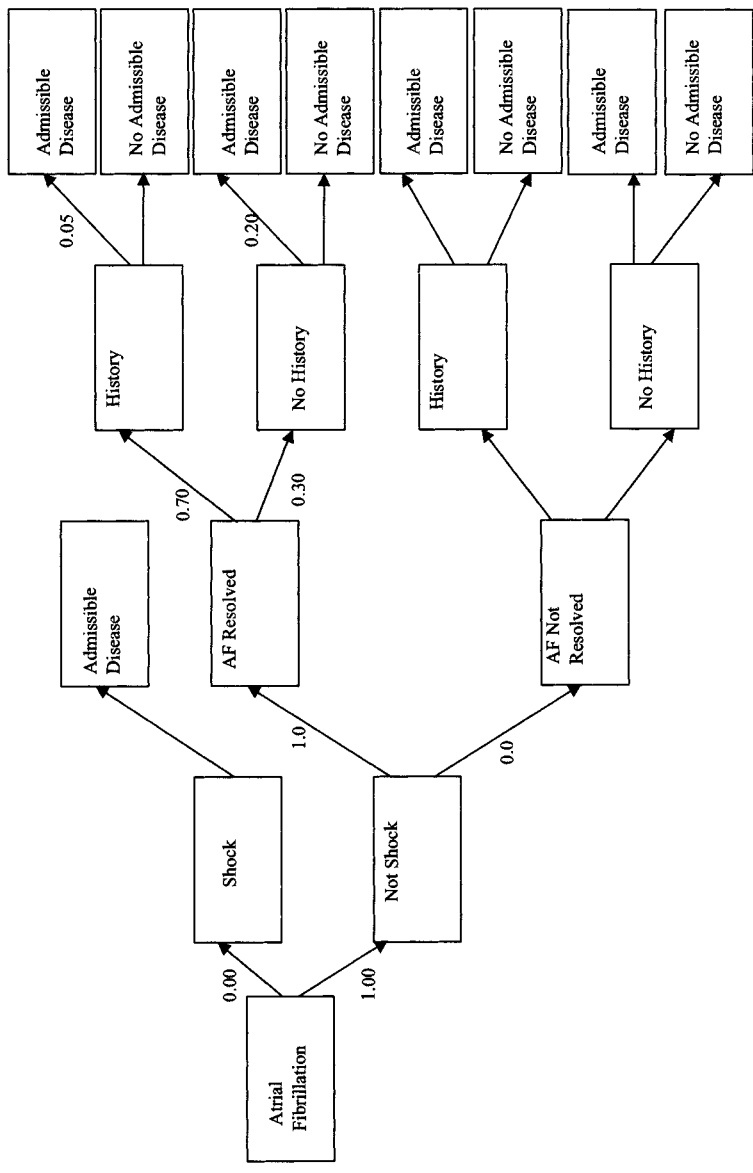 Atrial
Fibrillation
0.00
1.00
Shock
Not Shock
1.0
0.0
Admissible
Disease
AF Resolved
AF Not
Resolved
0.70
0.30
History
No History
History
No History
0.05
0.20
Admissible
Disease
No Admissible
Disease
Admissible
Disease
No Admissible
Disease
Admissible
Disease
No Admissible
Disease
Admissible
Disease
No Admissible
Disease